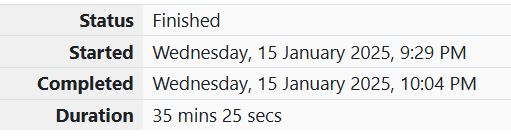 Status Finished
Started Wednesday, 15 January 2025, 9:29 PM
Completed Wednesday, 15 January 2025, 10:04 PM
Duration 35 mins 25 secs